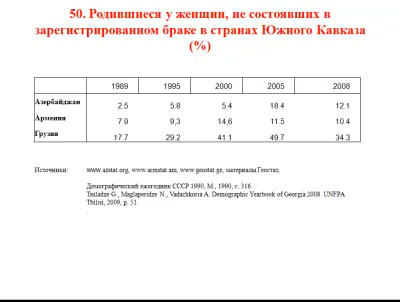 50. Родившиеся у женщин, не состоявших в
зарегистрированном браке в странах Южного Кавказа
(%)
1989 1995 2000 2005 2008
Азербайджан 2.5 5.8 5.4 18.4 12.1
Армения 7.9 9,3 14,6 11.5 10.4
Грузия 17.7 29.2 41.1 49.7 34.3
Источники: www.azstat.org, www.armstat.am, www.geostat.ge, материалы Геостат,
Демографический ежегодник СССР 1990, М., 1990, с. 316.
Tsuladze G., Maglaperidze N., Vadachkoria A. Demographic Yearbook of Georgia 2008. UNFPA
Tbilisi, 2009, p. 51.
.